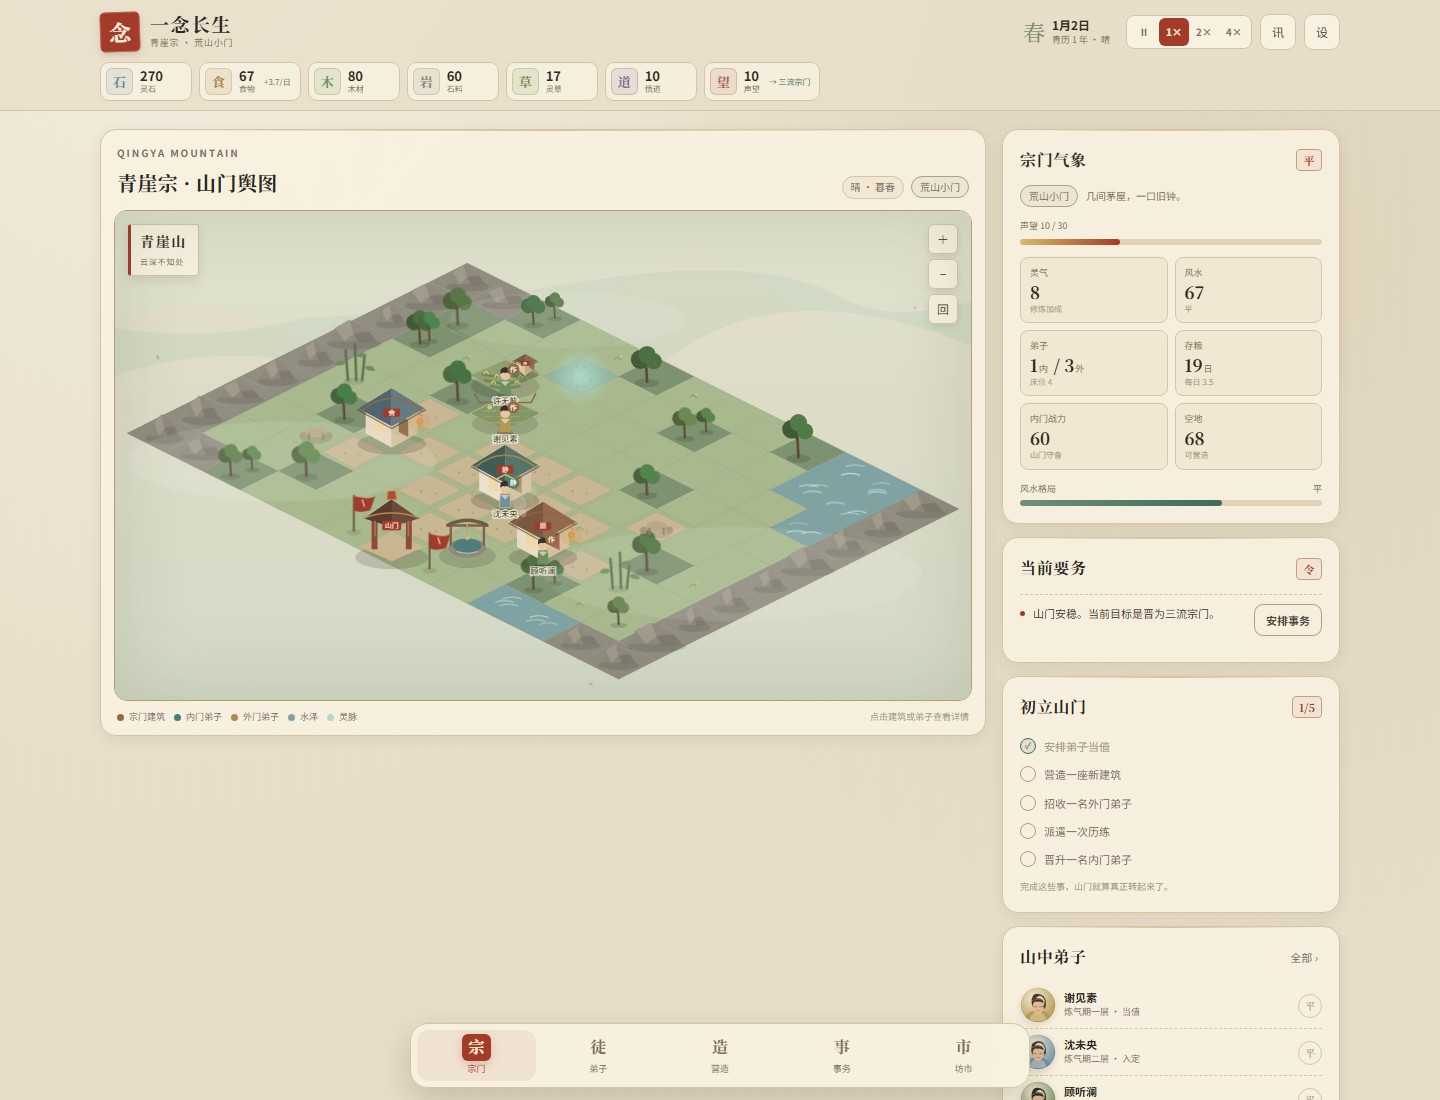 念
一念长生
青崖宗 · 荒山小门
春
1月2日
青历 1 年 · 晴
II
1×
2×
4×
讯
设
石
270
灵石
食
67
食物
+3.7/日
木
80
木材
岩
60
石料
草
17
灵草
道
10
悟道
望
10
声望
→ 三流宗门
QINGYA MOUNTAIN
青崖宗 · 山门舆图
晴 · 暮春
荒山小门
青崖山
云深不知处
+
−
回
作
许无舟
作
食
谢见素
静
静
沈未央
山门
作
顾听澜
宗门建筑
内门弟子
外门弟子
水泽
灵脉
点击建筑或弟子查看详情
宗门气象
平
荒山小门
几间茅屋，一口旧钟。
声望 10 / 30
灵气
8
修炼加成
风水
67
平
弟子
1内 / 3外
床位 4
存粮
19日
每日 3.5
内门战力
60
山门守备
空地
68
可营造
风水格局
平
当前要务
令
山门安稳。当前目标是晋为三流宗门。
安排事务
初立山门
1/5
✓
安排弟子当值
营造一座新建筑
招收一名外门弟子
派遣一次历练
晋升一名内门弟子
完成这些事，山门就算真正转起来了。
山中弟子
全部 ›
谢见素
炼气期一层 · 当值
平
沈未央
炼气期二层 · 入定
平
顾听澜
平
宗
宗门
徒
弟子
造
营造
事
事务
市
坊市